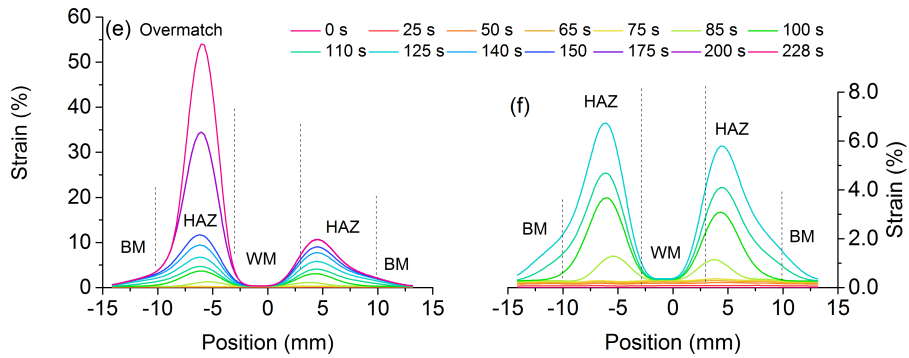 (e) Overmatch
0 s 25 s 50 s 65 s 75 s 85 s 100 s
110 s 125 s 140 s 150 175 s 200 s 228 s
Strain (%)
60
50
40
30
20
10
0
BM HAZ WM HAZ BM
-15 -10 -5 0 5 10 15
Position (mm)
(f)
HAZ HAZ
BM WM BM
8.0
6.0
4.0
2.0
0.0
Strain (%)
-15 -10 -5 0 5 10 15
Position (mm)